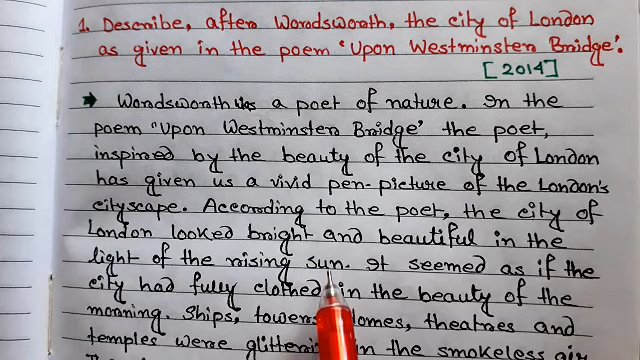 1. Describe, after Wordsworth, the city of London
as given in the poem 'Upon Westminster Bridge'.
[2014]
→ Wordsworth was a poet of nature. In the
poem "Upon Westminster Bridge' the poet,
inspired by the beauty of the city of London
has given us a vivid pen-picture of the London's
cityscape. According to the poet, the city of
London looked bright and beautiful in the
light of the rising sun. It seemed as if the
city had fully clothed in the beauty of the
morning. Ships, towers, domes, theatres and
temples were glittering in the smokeless air